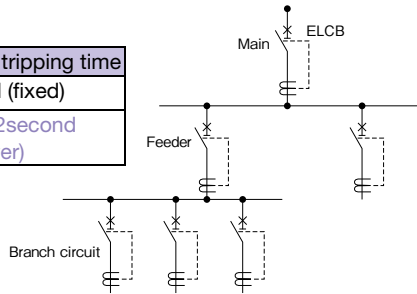 tripping time
(fixed)
2second
er)
Main
ELCB
Feeder
Branch circuit